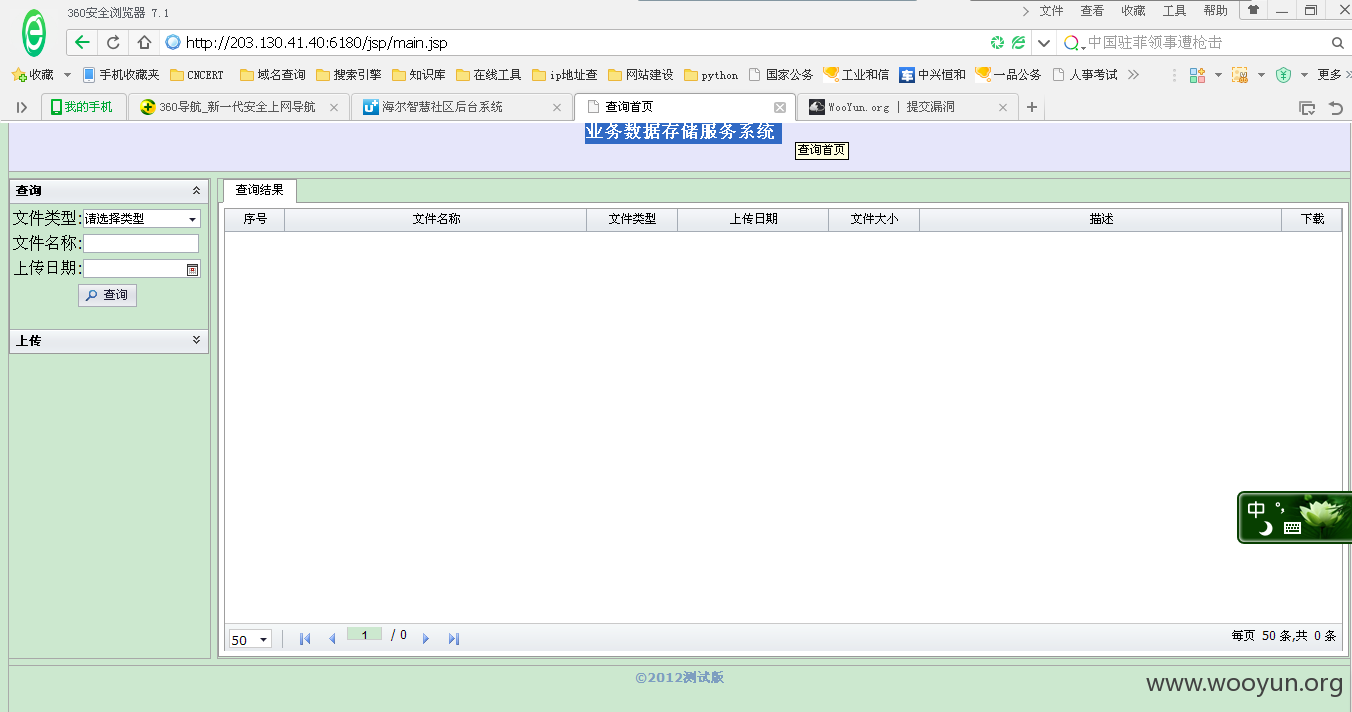 360安全浏览器 7.1
文件 查看 收藏 工具 帮助
http://203.130.41.40:6180/jsp/main.jsp
中国驻菲领事遭枪击
收藏 手机收藏夹 CNCERT 域名查询 搜索引擎 知识库 在线工具 ip地址查 网站建设 python 国家公务 工业和信 中兴恒和 一品公务 人事考试 更多
我的手机 360导航_新一代安全上网导航 海尔智慧社区后台系统 查询首页 WooYun.org | 提交漏洞
业务数据存储服务系统
查询首页
查询
文件类型: 请选择类型
文件名称:
上传日期:
查询
上传
查询结果
序号 文件名称 文件类型 上传日期 文件大小 描述 下载
中
50 1 / 0 每页 50 条,共 0 条
©2012测试版
www.wooyun.org